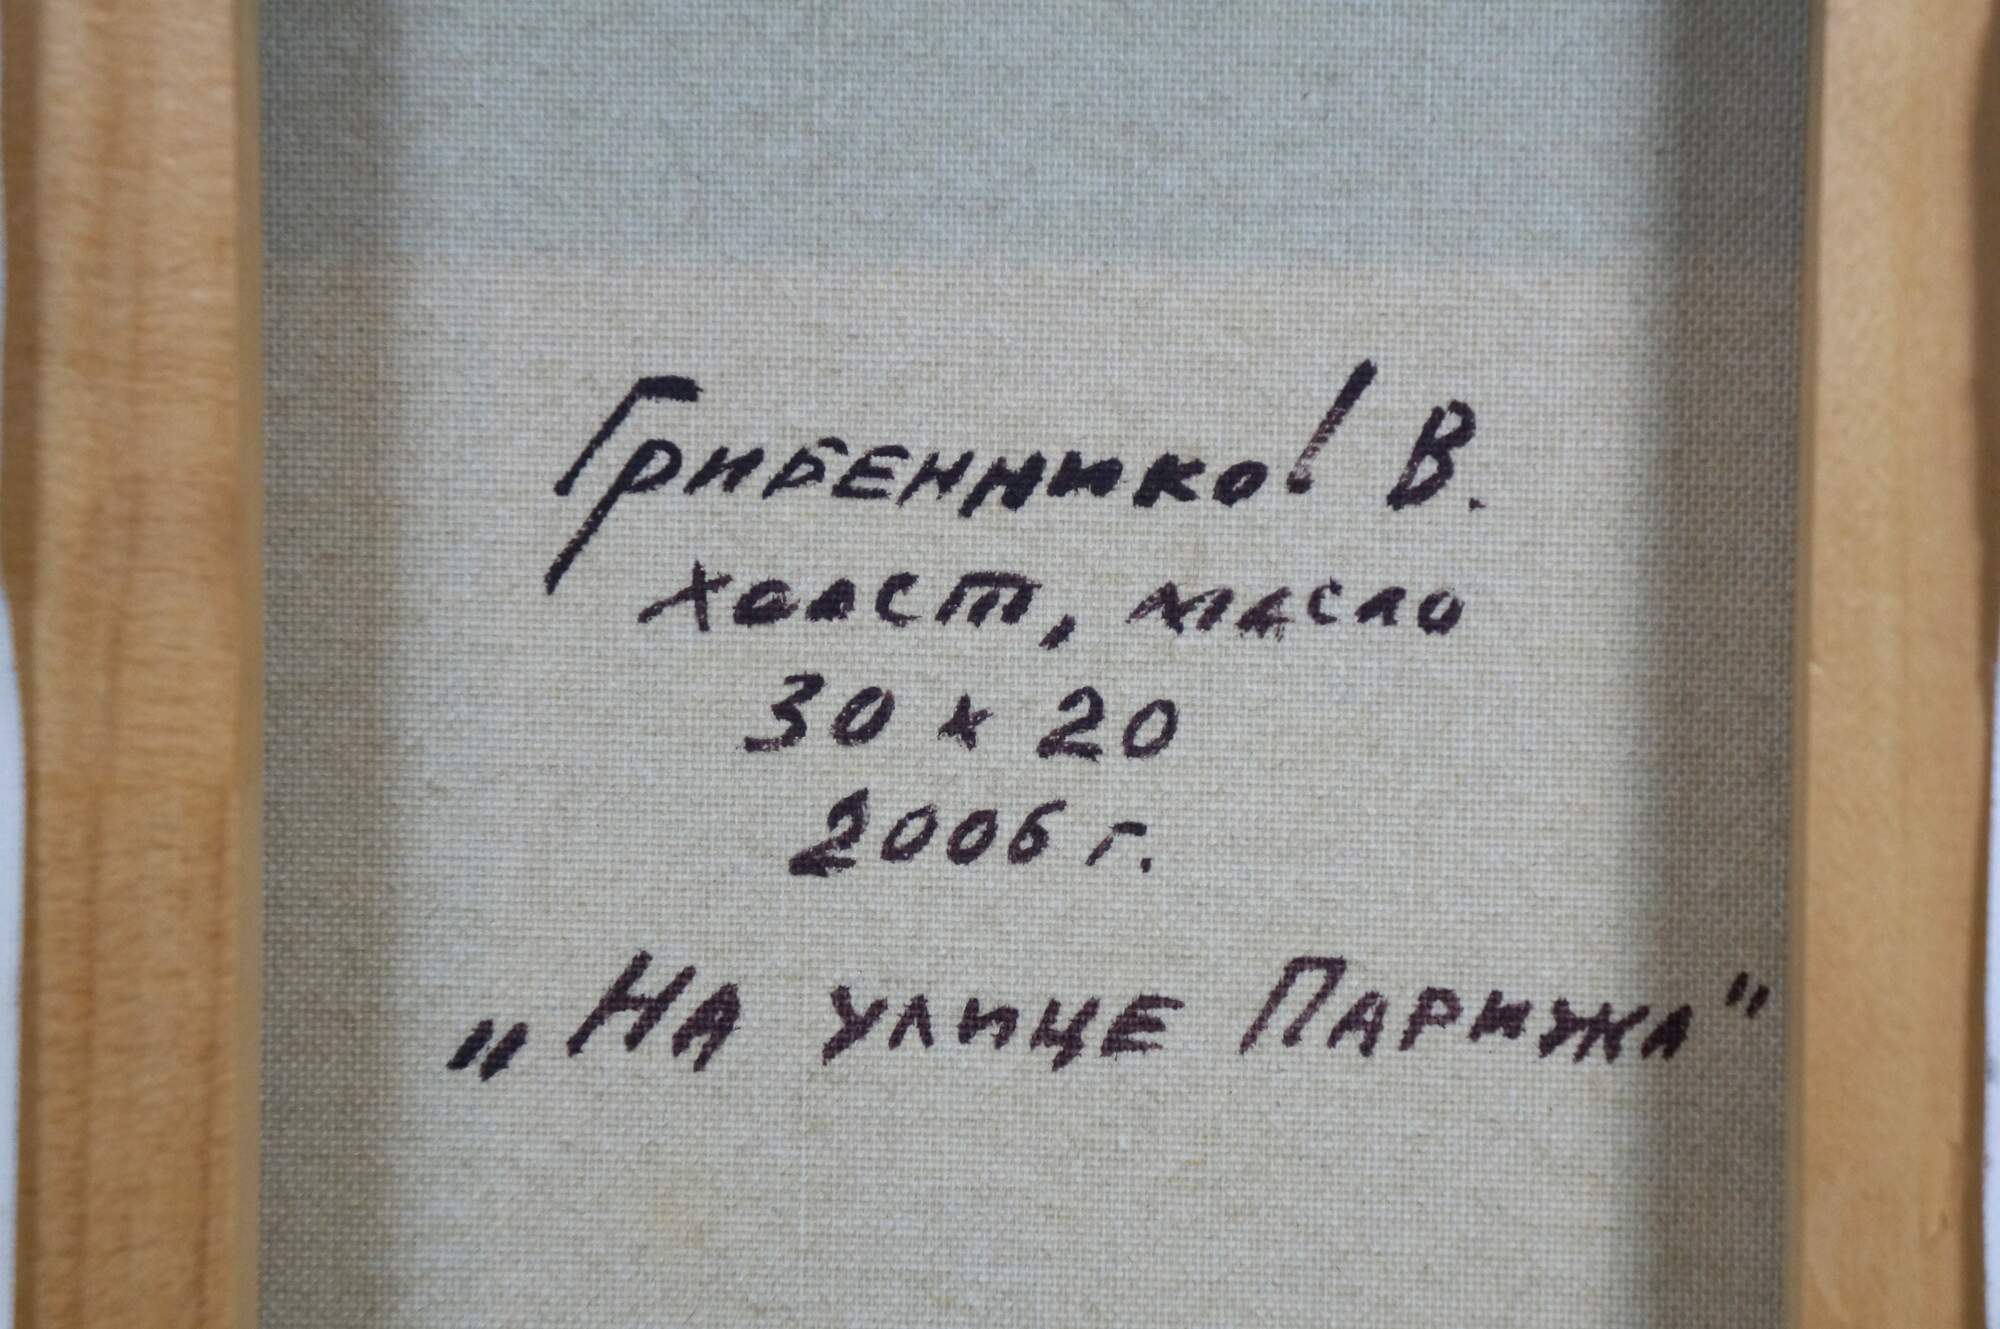 Грибенников В.
холст, масло
30 х 20
2006 г.
„На улице Парижа"